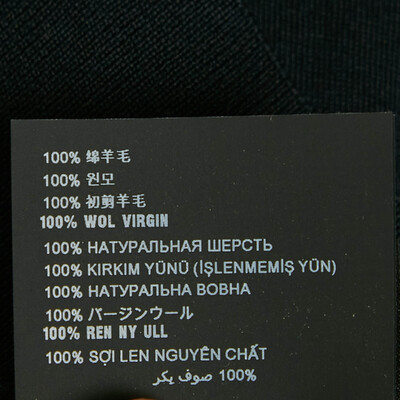 100% 绵羊毛
100% 원모
100% 初剪羊毛
100% WOL VIRGIN
100% НАТУРАЛЬНАЯ ШЕРСТЬ
100% KIRKIM YÜNÜ (İŞLENMEMİŞ YÜN)
100% НАТУРАЛЬНА ВОВНА
100% バージンウール
100% REN NY ULL
100% SỢI LEN NGUYÊN CHẤT
100% صوف بكر